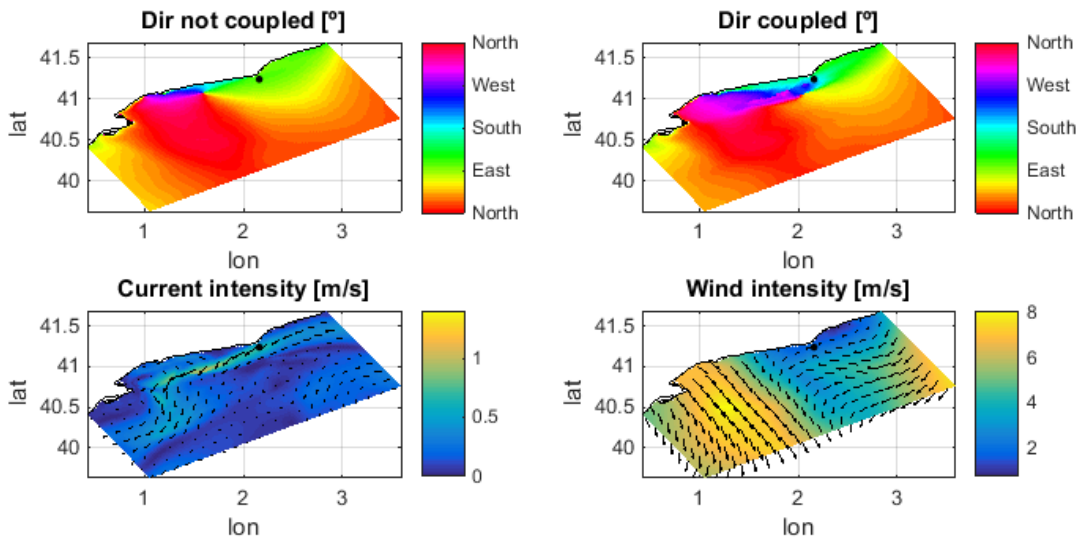 Dir not coupled [º]
41.5
41
40.5
40
lat
1
2
3
lon
North
West
South
East
North
Dir coupled [º]
41.5
41
40.5
40
lat
1
2
3
lon
North
West
South
East
North
Current intensity [m/s]
41.5
41
40.5
40
lat
1
2
3
lon
1
0.5
0
Wind intensity [m/s]
41.5
41
40.5
40
lat
1
2
3
lon
8
6
4
2